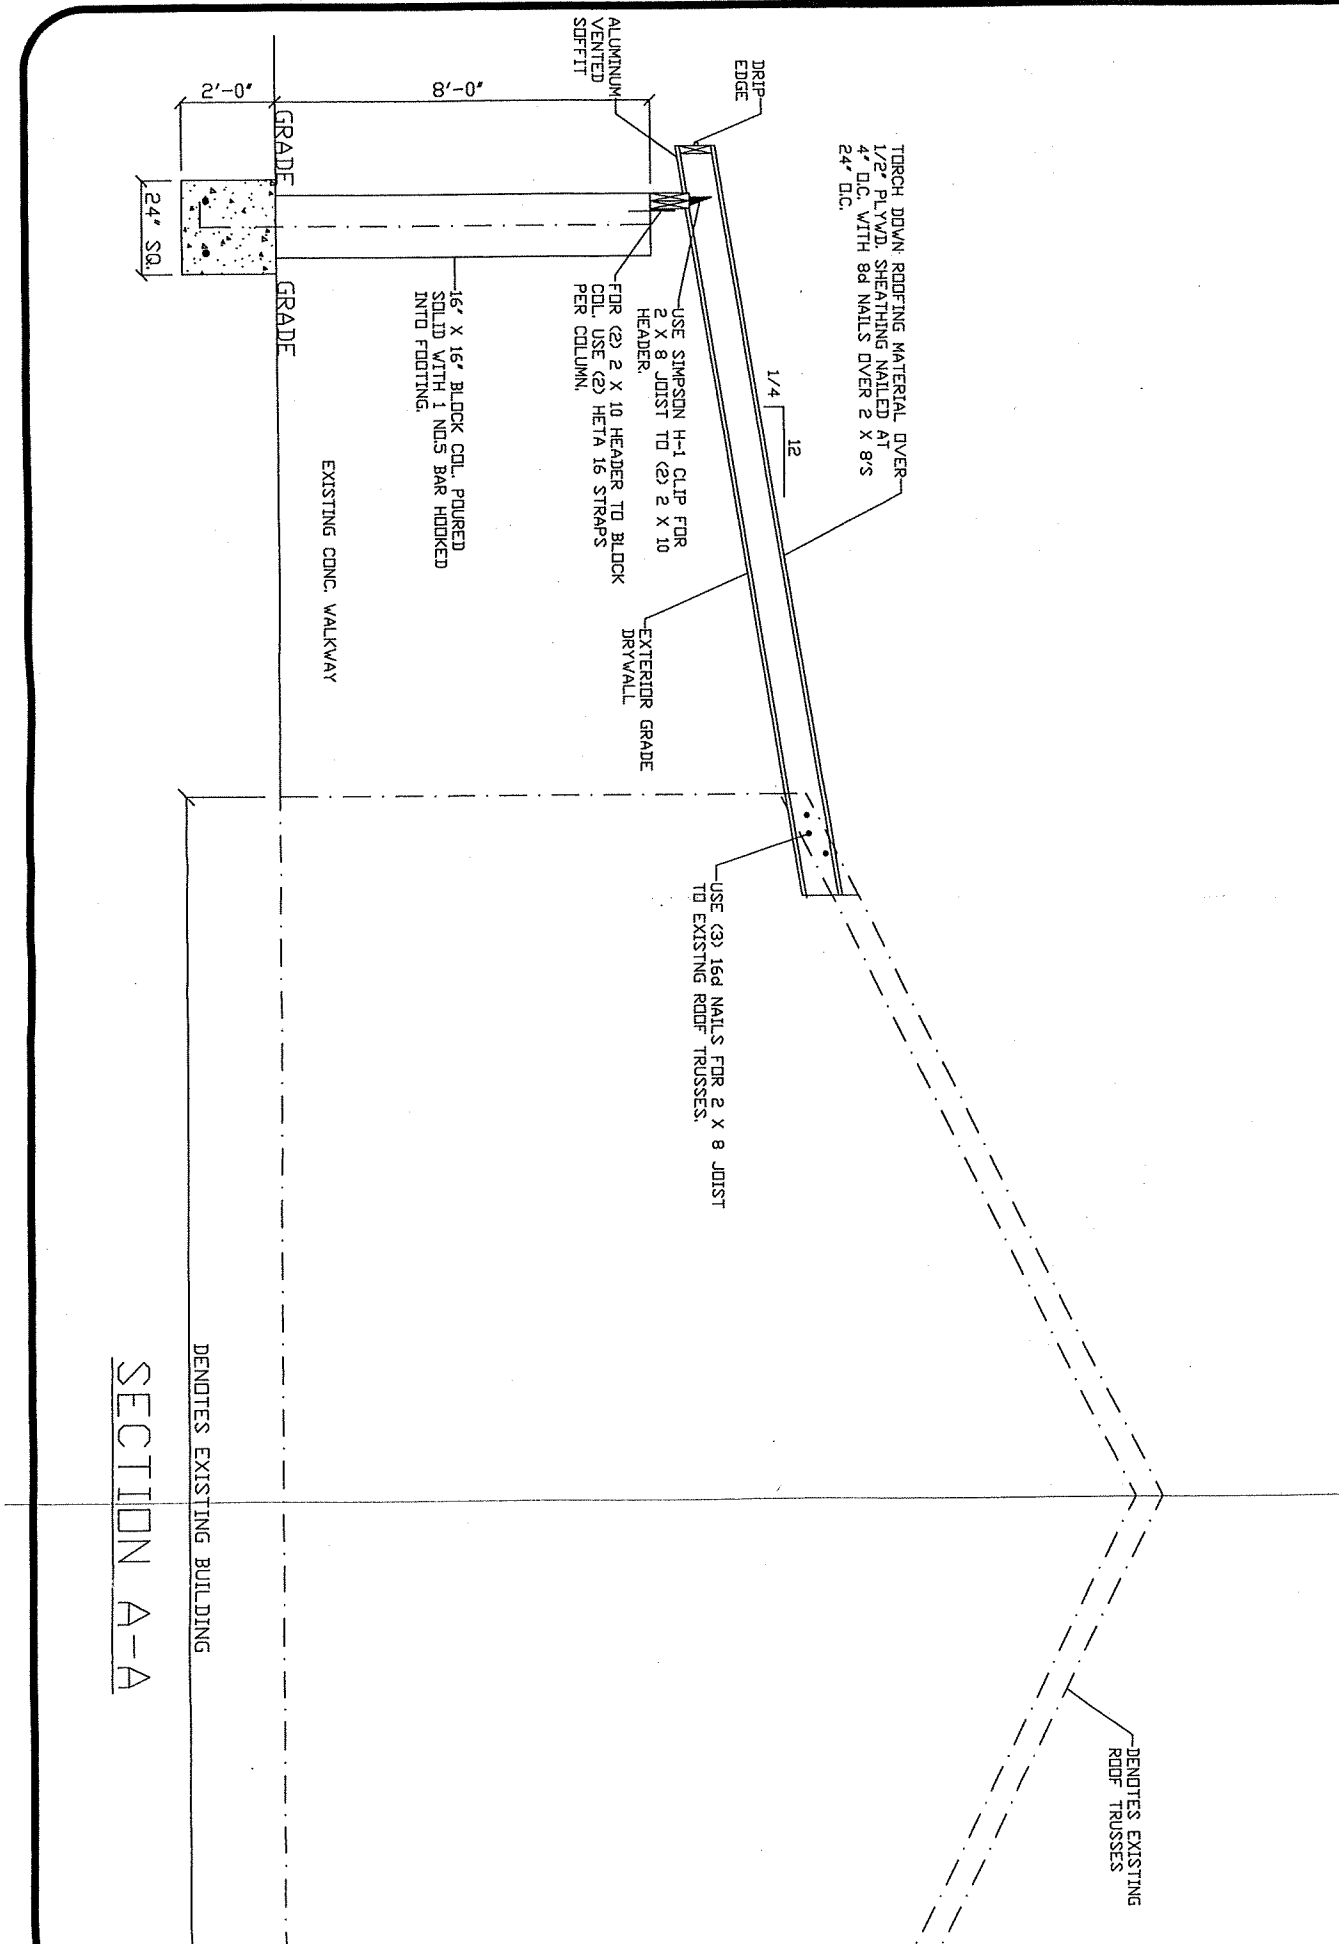 TORCH DOWN ROOFING MATERIAL OVER
1/2" PLYWD. SHEATHING NAILED AT
4" O.C. WITH 8d NAILS OVER 2 X 8'S
24" O.C.
DRIP
EDGE
ALUMINUM
VENTED
SOFFIT
12
1/4
DENOTES EXISTING
ROOF TRUSSES
USE SIMPSON H-1 CLIP FOR
2 X 8 JOIST TO (2) 2 X 10
HEADER.
FOR (2) 2 X 10 HEADER TO BLOCK
COL. USE (2) HETA 16 STRAPS
PER COLUMN.
EXTERIOR GRADE
DRYWALL
USE (3) 16d NAILS FOR 2 X 8 JOIST
TO EXISTNG ROOF TRUSSES.
8'-0"
16" X 16" BLOCK COL. POURED
SOLID WITH 1 NO.5 BAR HOOKED
INTO FOOTING.
EXISTING CONC. WALKWAY
GRADE
GRADE
2'-0"
24" SQ.
DENOTES EXISTING BUILDING
SECTION A-A